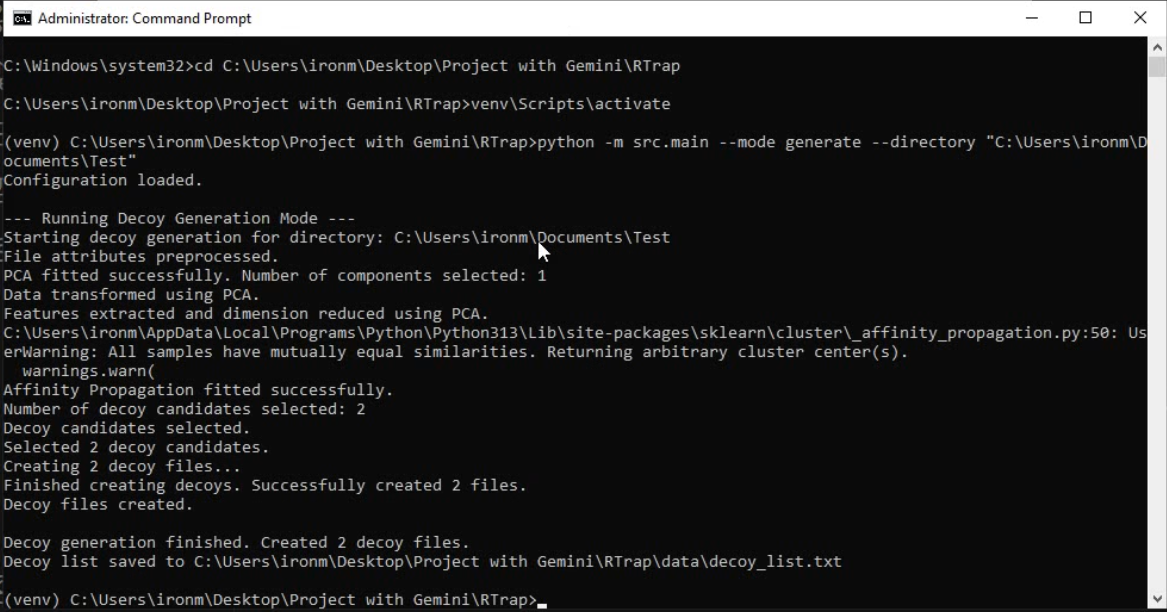 Administrator: Command Prompt
C:\Windows\system32>cd C:\Users\ironm\Desktop\Project with Gemini\RTrap
C:\Users\ironm\Desktop\Project with Gemini\RTrap>venv\Scripts\activate
(venv) C:\Users\ironm\Desktop\Project with Gemini\RTrap>python -m src.main --mode generate --directory "C:\Users\ironm\D
ocuments\Test"
Configuration loaded.
--- Running Decoy Generation Mode ---
Starting decoy generation for directory: C:\Users\ironm\Documents\Test
File attributes preprocessed.
PCA fitted successfully. Number of components selected: 1
Data transformed using PCA.
Features extracted and dimension reduced using PCA.
C:\Users\ironm\AppData\Local\Programs\Python\Python313\Lib\site-packages\sklearn\cluster\_affinity_propagation.py:50: Us
erWarning: All samples have mutually equal similarities. Returning arbitrary cluster center(s).
  warnings.warn(
Affinity Propagation fitted successfully.
Number of decoy candidates selected: 2
Decoy candidates selected.
Selected 2 decoy candidates.
Creating 2 decoy files...
Finished creating decoys. Successfully created 2 files.
Decoy files created.
Decoy generation finished. Created 2 decoy files.
Decoy list saved to C:\Users\ironm\Desktop\Project with Gemini\RTrap\data\decoy_list.txt
(venv) C:\Users\ironm\Desktop\Project with Gemini\RTrap>